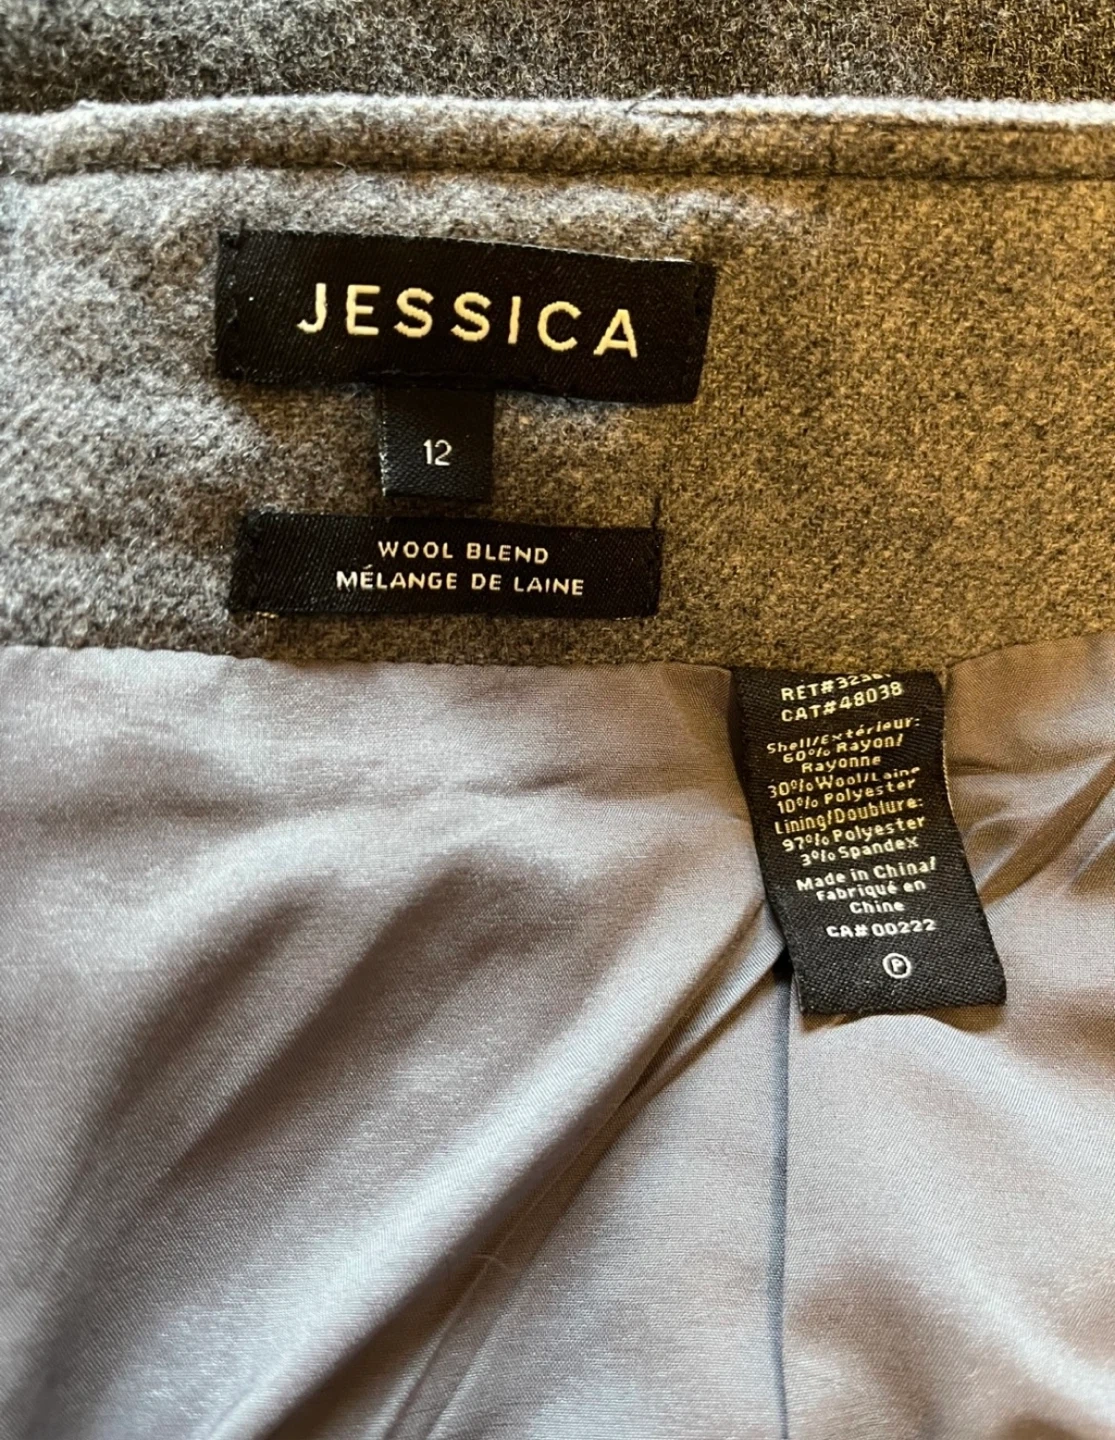 JESSICA
12
WOOL BLEND
MÉLANGE DE LAINE
CAT#48038
Shell/Extérieur:
60% Rayon/
Rayonne
30% Wool/Laine
10% Polyester
Lining/Doublure:
97% Polyester
3% Spandex
Made in China/
Fabriqué en
Chine
CA#00222
P